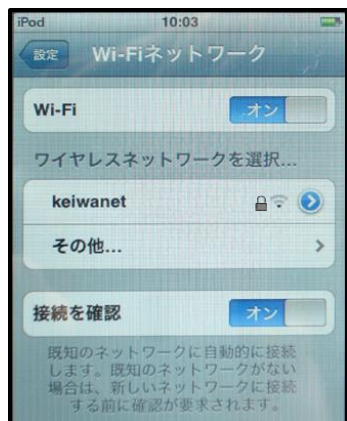 iPod 10:03
設定 Wi-Fiネットワーク
Wi-Fi オン
ワイヤレスネットワークを選択...
keiwanet
その他...
接続を確認 オン
既知のネットワークに自動的に接続
します。既知のネットワークがない
場合は、新しいネットワークに接続
する前に確認が要求されます。